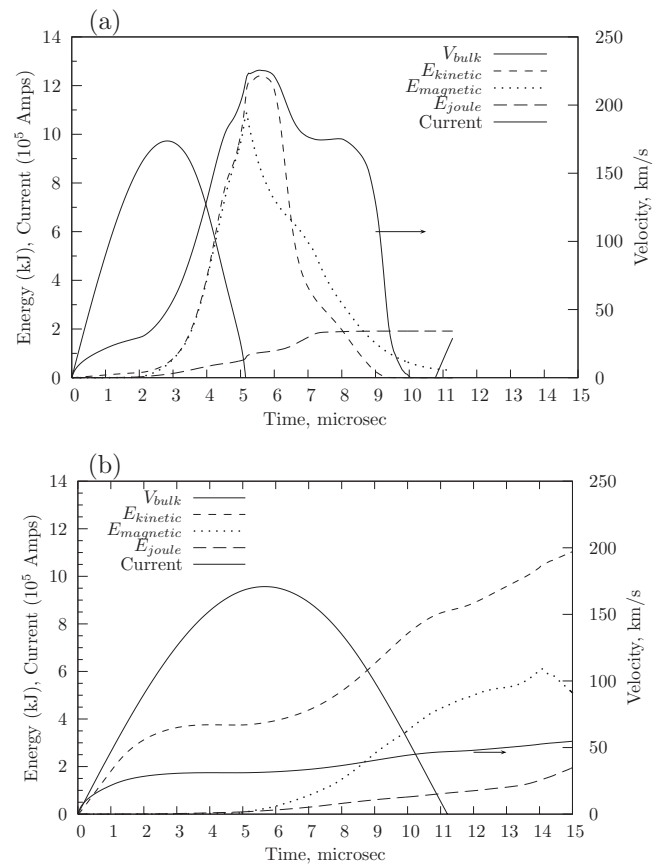 (a)
14
12
10
8
6
4
2
0
250
200
150
100
50
0
0 1 2 3 4 5 6 7 8 9 10 11 12 13 14 15
Energy (kJ), Current (10^5 Amps)
Velocity, km/s
Time, microsec
V_bulk
E_kinetic
E_magnetic
E_joule
Current
(b)
14
12
10
8
6
4
2
0
250
200
150
100
50
0
0 1 2 3 4 5 6 7 8 9 10 11 12 13 14 15
Energy (kJ), Current (10^5 Amps)
Velocity, km/s
Time, microsec
V_bulk
E_kinetic
E_magnetic
E_joule
Current